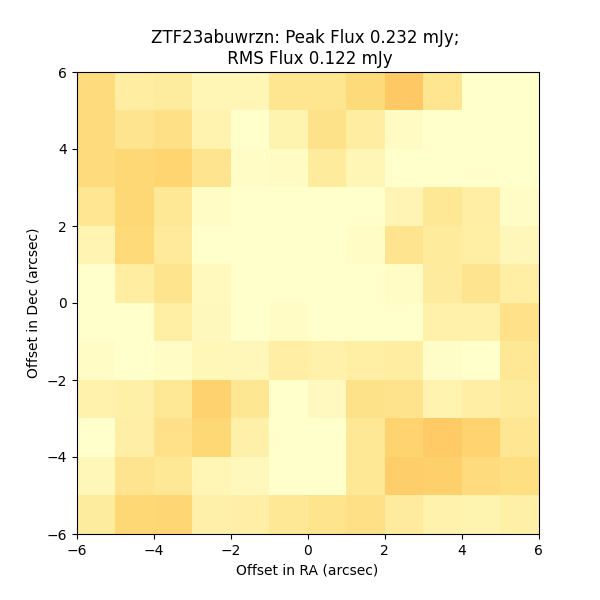 ZTF23abuwrzn: Peak Flux 0.232 mJy;
RMS Flux 0.122 mJy
6
4
2
0
−2
−4
−6
Offset in Dec (arcsec)
−6 −4 −2 0 2 4 6
Offset in RA (arcsec)